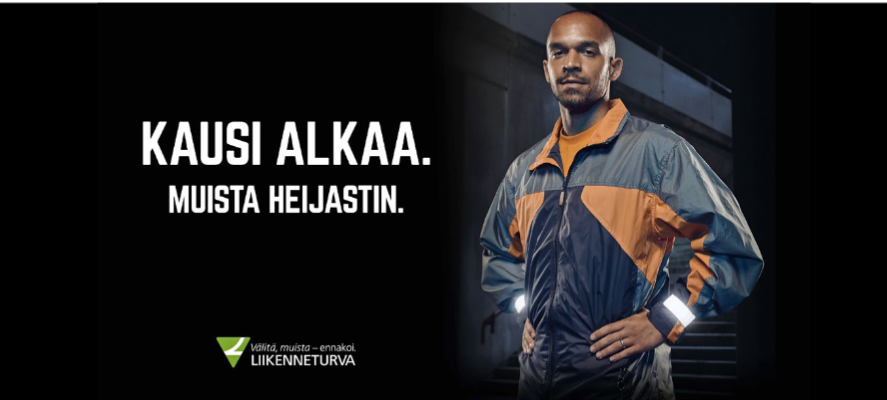 KAUSI ALKAA.
MUISTA HEIJASTIN.
Välitä, muista – ennakoi.
LIIKENNETURVA